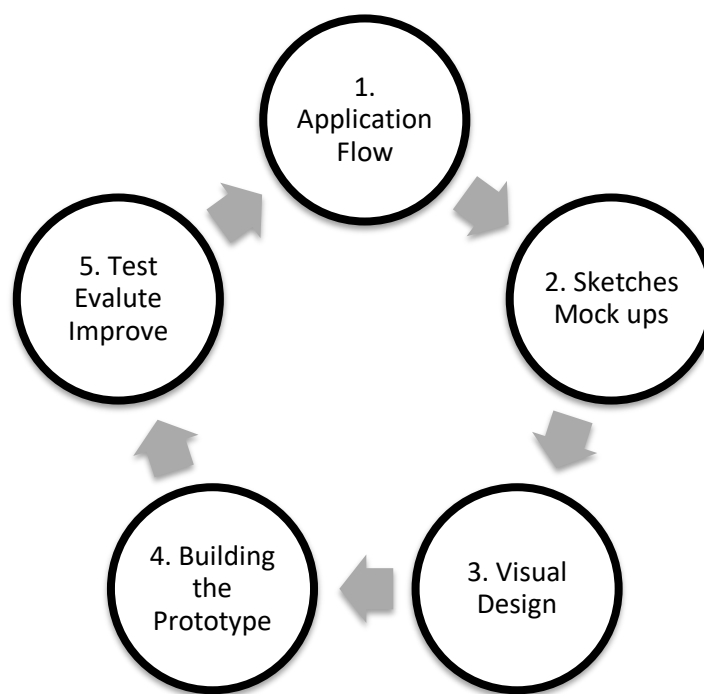 1.
Application
Flow
2. Sketches
Mock ups
3. Visual
Design
4. Building
the
Prototype
5. Test
Evalute
Improve